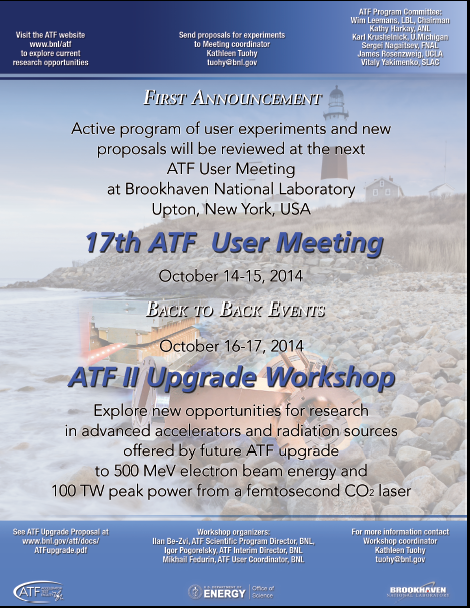 Visit the ATF website
www.bnl/atf
to explore current
research opportunities
Send proposals for experiments
to Meeting coordinator
Kathleen Tuohy
tuohy@bnl.gov
ATF Program Committee:
Wim Leemans, LBL, Chairman
Kathy Harkay, ANL
Karl Krushelnick, U.Michigan
Sergei Nagaitsev, FNAL
James Rosenzweig, UCLA
Vitaly Yakimenko, SLAC
First Announcement
Active program of user experiments and new
proposals will be reviewed at the next
ATF User Meeting
at Brookhaven National Laboratory
Upton, New York, USA
17th ATF User Meeting
October 14-15, 2014
Back to Back Events
October 16-17, 2014
ATF II Upgrade Workshop
Explore new opportunities for research
in advanced accelerators and radiation sources
offered by future ATF upgrade
to 500 MeV electron beam energy and
100 TW peak power from a femtosecond CO₂ laser
See ATF Upgrade Proposal at
www.bnl.gov/atf/docs/
ATFupgrade.pdf
Workshop organizers:
Ilan Be-Zvi, ATF Scientific Program Director, BNL,
Igor Pogorelsky, ATF Interim Director, BNL
Mikhail Fedurin, ATF User Coordinator, BNL
For more information contact
Workshop coordinator
Kathleen Tuohy
tuohy@bnl.gov
ATF
U.S. DEPARTMENT OF
ENERGY
Office of
Science
BROOKHAVEN
NATIONAL LABORATORY